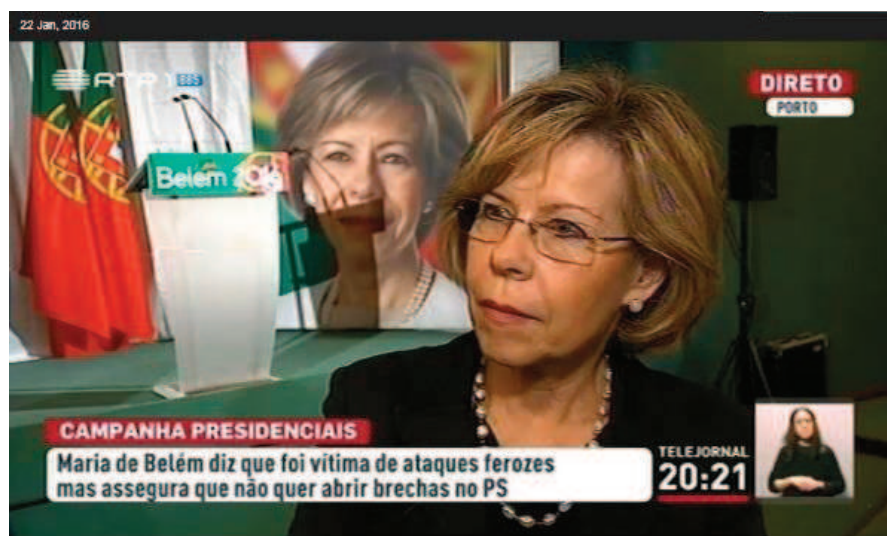 22 Jan, 2016
RTP 1
DIRETO
PORTO
Belém 2016
CAMPANHA PRESIDENCIAIS
Maria de Belém diz que foi vítima de ataques ferozes
mas assegura que não quer abrir brechas no PS
TELEJORNAL
20:21